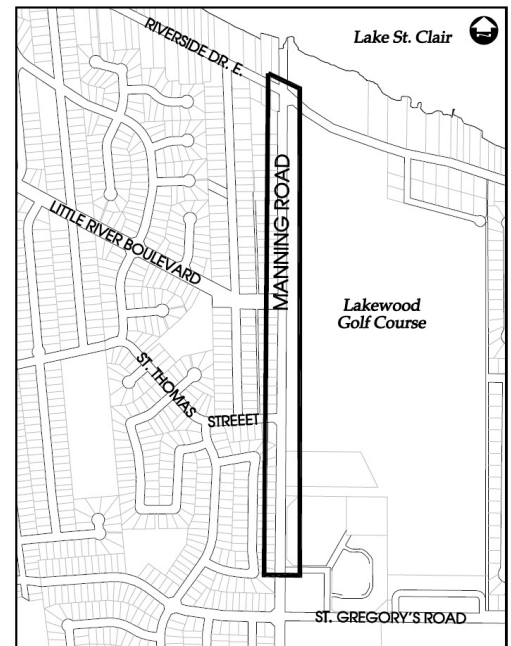 RIVERSIDE DR. E.
Lake St. Clair
MANNING ROAD
LITTLE RIVER BOULEVARD
Lakewood
Golf Course
ST. THOMAS
STREEET
ST. GREGORY'S ROAD